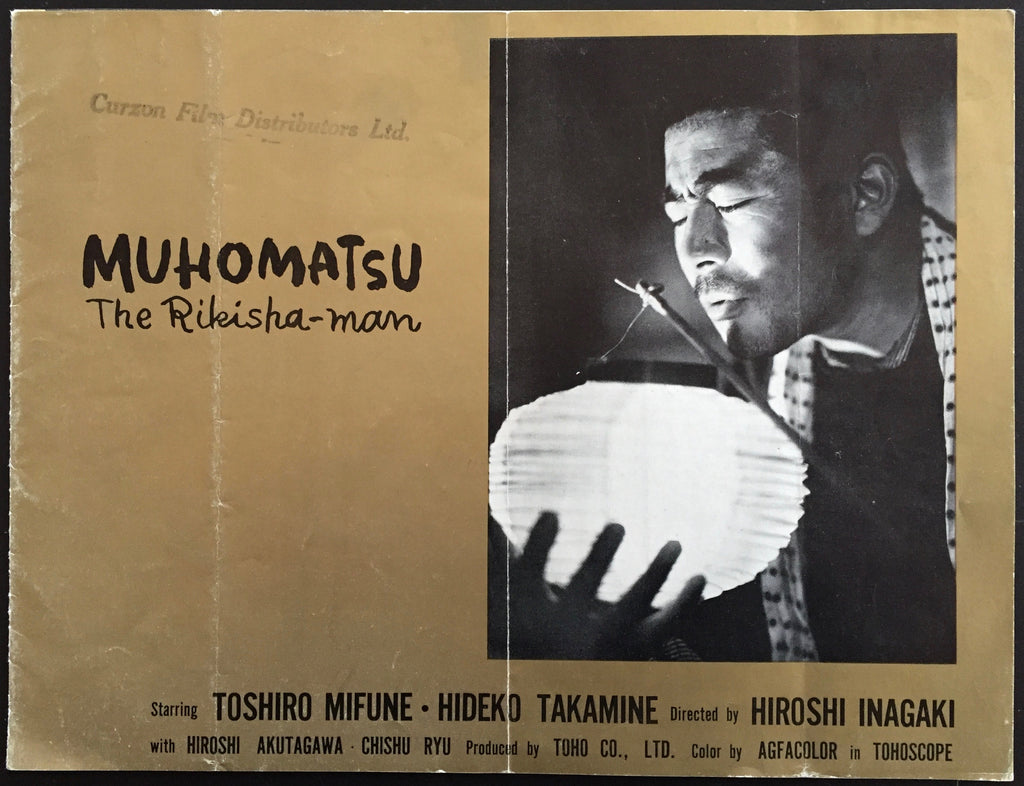 Curzon Film Distributors Ltd.
MUHOMATSU
The Rikisha-man
Starring TOSHIRO MIFUNE · HIDEKO TAKAMINE Directed by HIROSHI INAGAKI
with HIROSHI AKUTAGAWA · CHISHU RYU Produced by TOHO CO., LTD. Color by AGFACOLOR in TOHOSCOPE